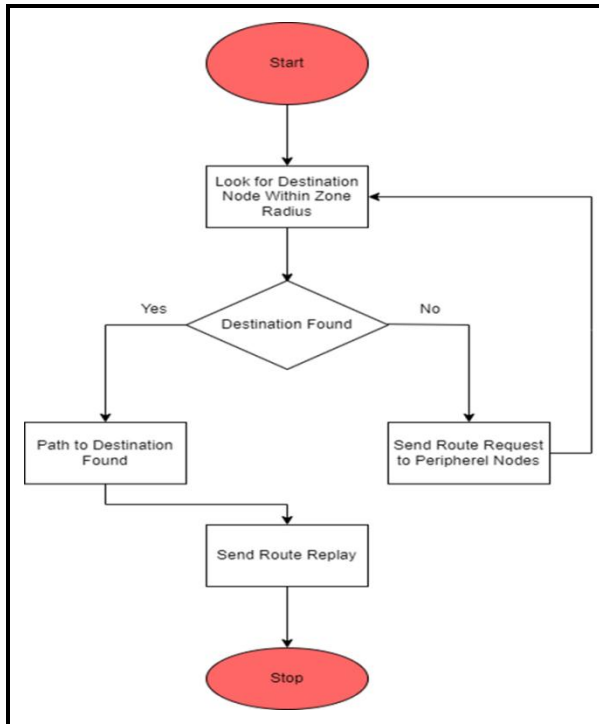 Start
Look for Destination
Node Within Zone
Radius
Yes
Destination Found
No
Path to Destination
Found
Send Route Request
to Peripherel Nodes
Send Route Replay
Stop